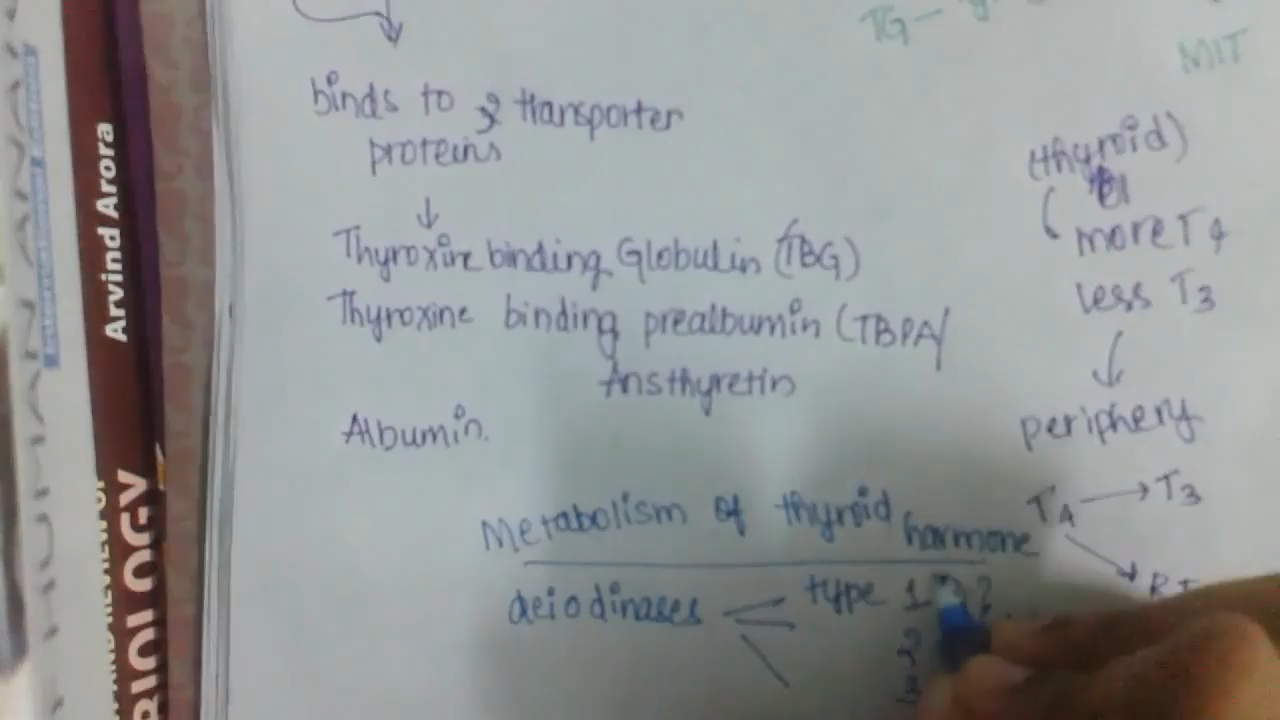 TG –
MIT
binds to 3 transporter
proteins
Thyroxine binding Globulin (TBG)
Thyroxine binding prealbumin (TBPA)
Ansthyretin
Albumin.
(thyroid)
more T4
less T3
periphery
T4 → T3
Metabolism of thyroid hormone
deiodinases type 1
2
3
Arvind Arora